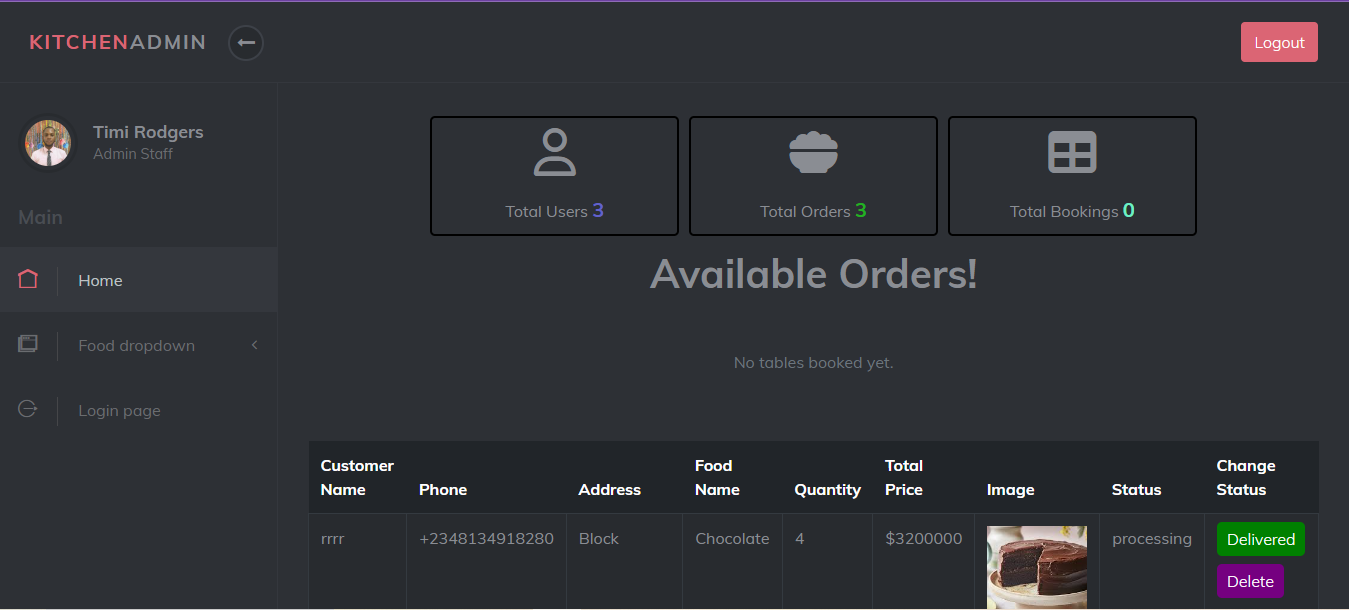 KITCHENADMIN
Logout
Timi Rodgers
Admin Staff
Main
Home
Food dropdown
Login page
Total Users 3
Total Orders 3
Total Bookings 0
Available Orders!
No tables booked yet.
Customer Name Phone Address Food Name Quantity Total Price Image Status Change Status
rrrr +2348134918280 Block Chocolate 4 $3200000 processing Delivered
Delete